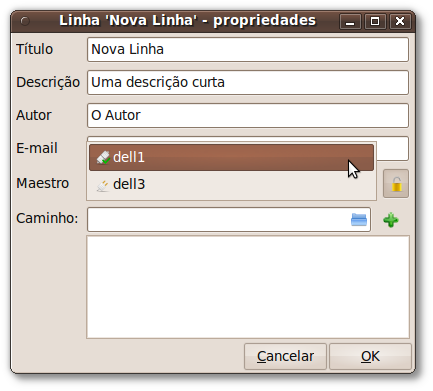 Linha 'Nova Linha' - propriedades
Título Nova Linha
Descrição Uma descrição curta
Autor O Autor
E-mail
dell1
Maestro
dell3
Caminho:
Cancelar OK